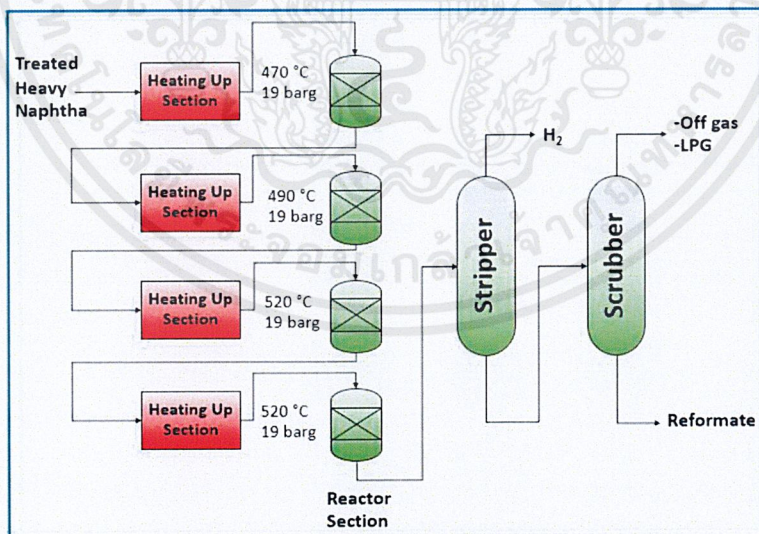 Treated
Heavy
Naphtha
Heating Up
Section
470 °C
19 barg
Heating Up
Section
490 °C
19 barg
Heating Up
Section
520 °C
19 barg
Heating Up
Section
520 °C
19 barg
Reactor
Section
Stripper
H2
Scrubber
-Off gas
-LPG
Reformate